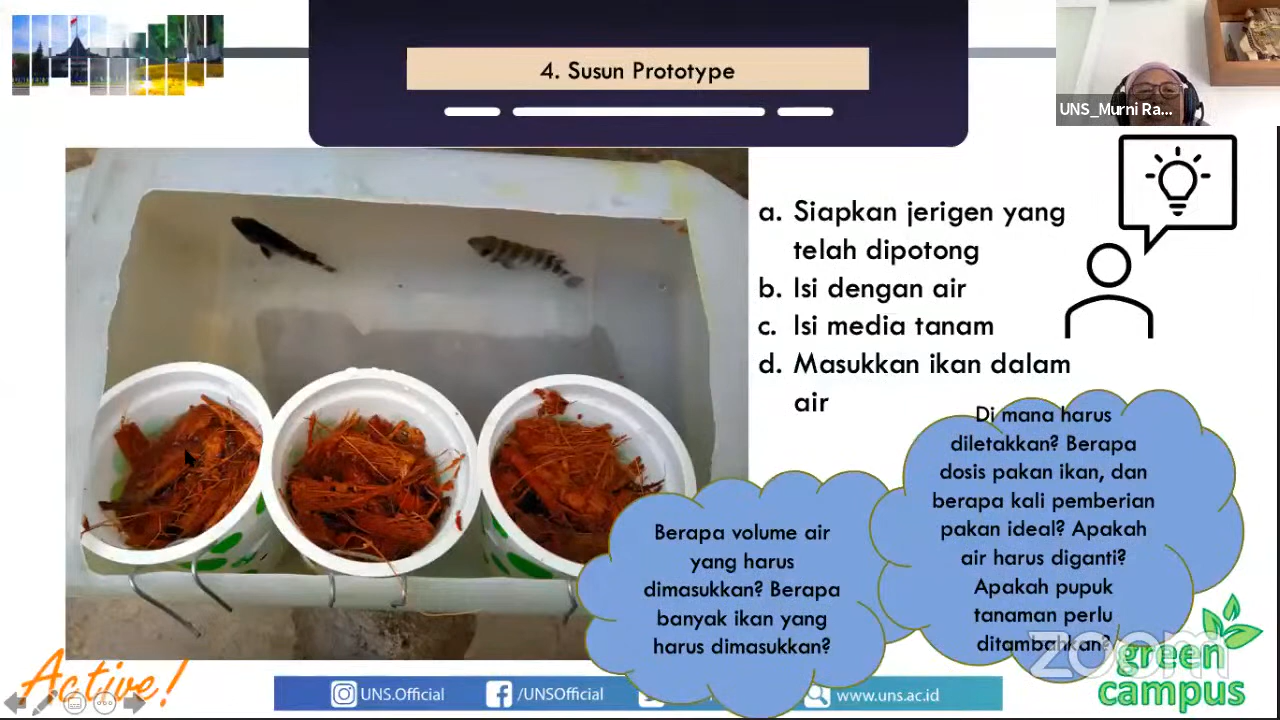 4. Susun Prototype
UNS_Murni Ra...
a. Siapkan jerigen yang
telah dipotong
b. Isi dengan air
c. Isi media tanam
d. Masukkan ikan dalam
air
Di mana harus
diletakkan? Berapa
dosis pakan ikan, dan
berapa kali pemberian
pakan ideal? Apakah
air harus diganti?
Apakah pupuk
tanaman perlu
ditambahkan?
Berapa volume air
yang harus
dimasukkan? Berapa
banyak ikan yang
harus dimasukkan?
zoom
green
campus
Active!
UNS.Official
/UNSOfficial
www.uns.ac.id